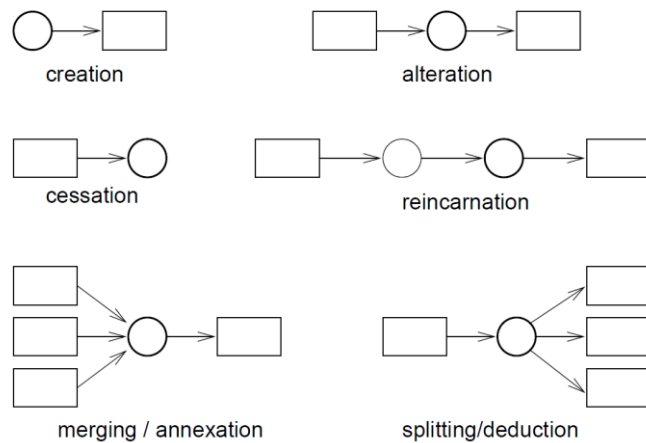 creation
alteration
cessation
reincarnation
merging / annexation
splitting/deduction